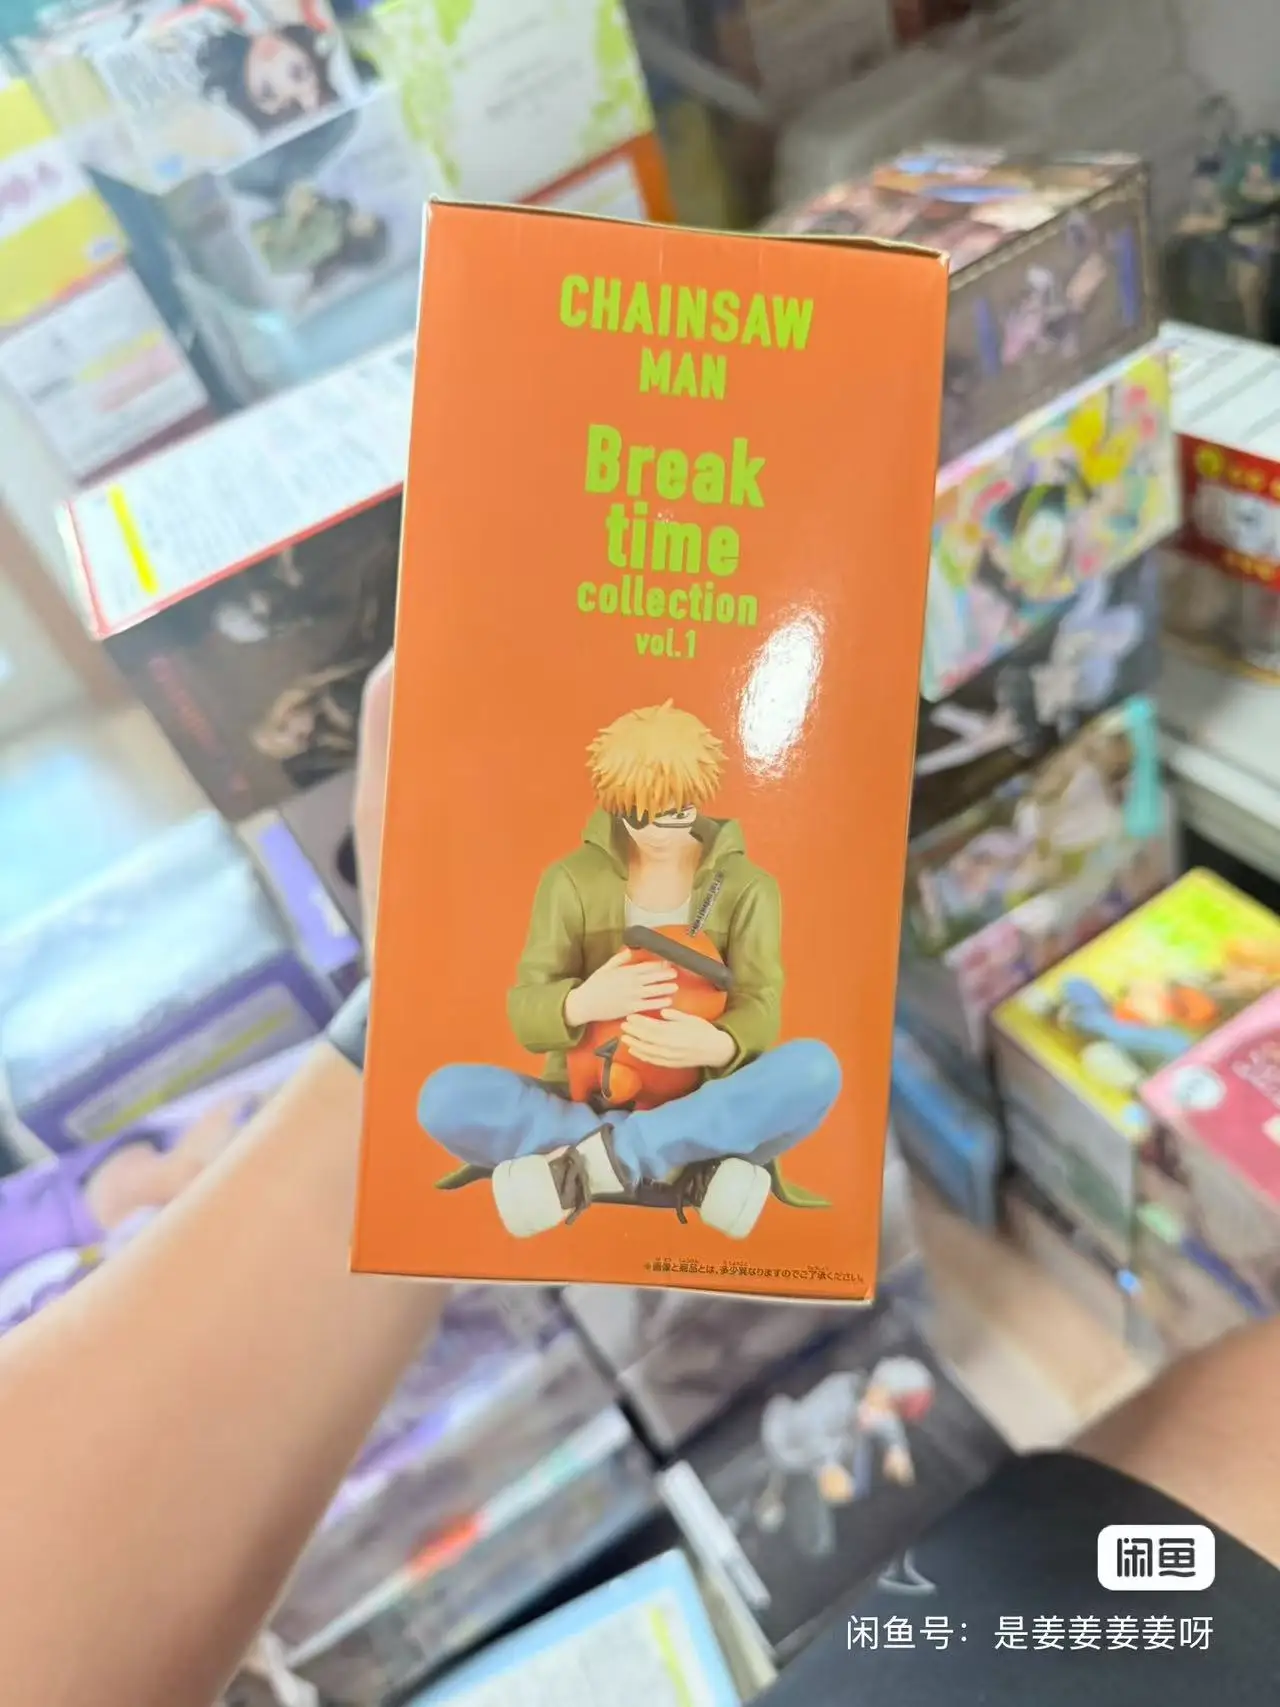 CHAINSAW
MAN
Break
time
collection
vol.1
※画像と商品とは、多少異なりますのでご了承ください。
闲鱼
闲鱼号：是姜姜姜姜呀